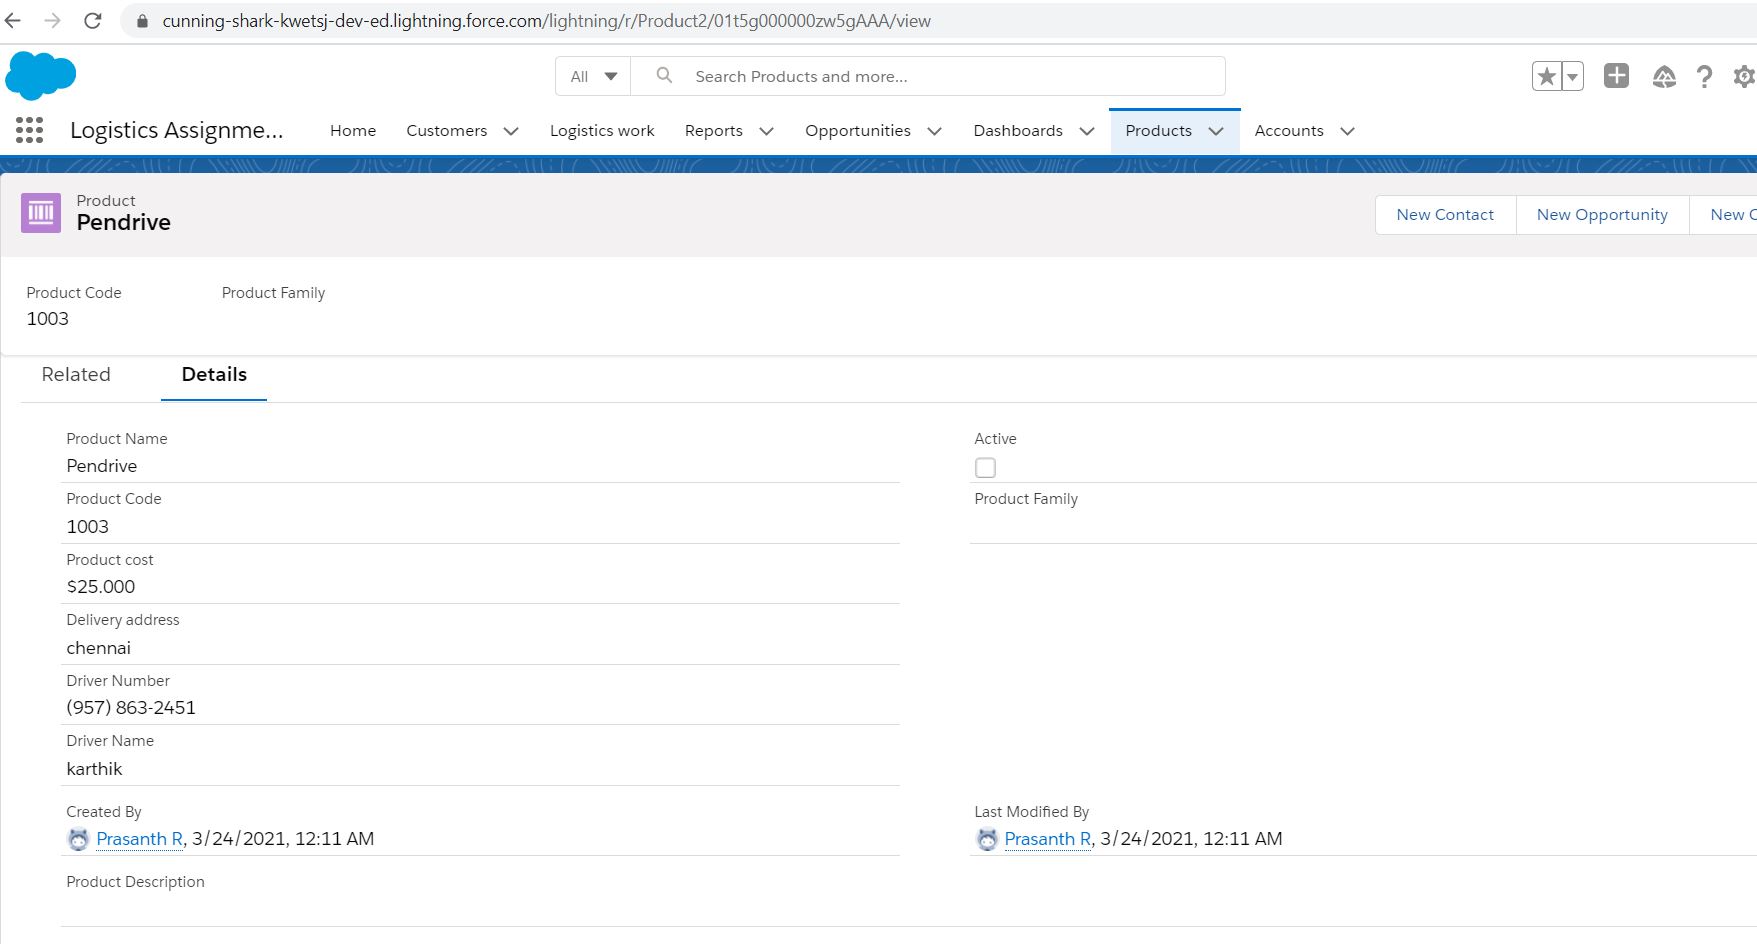 cunning-shark-kwetsj-dev-ed.lightning.force.com/lightning/r/Product2/01t5g000000zw5gAAA/view
All Search Products and more...
Logistics Assignme... Home Customers Logistics work Reports Opportunities Dashboards Products Accounts
Product
Pendrive
New Contact New Opportunity New
Product Code Product Family
1003
Related Details
Product Name Active
Pendrive
Product Code Product Family
1003
Product cost
$25.000
Delivery address
chennai
Driver Number
(957) 863-2451
Driver Name
karthik
Created By Last Modified By
Prasanth R, 3/24/2021, 12:11 AM Prasanth R, 3/24/2021, 12:11 AM
Product Description